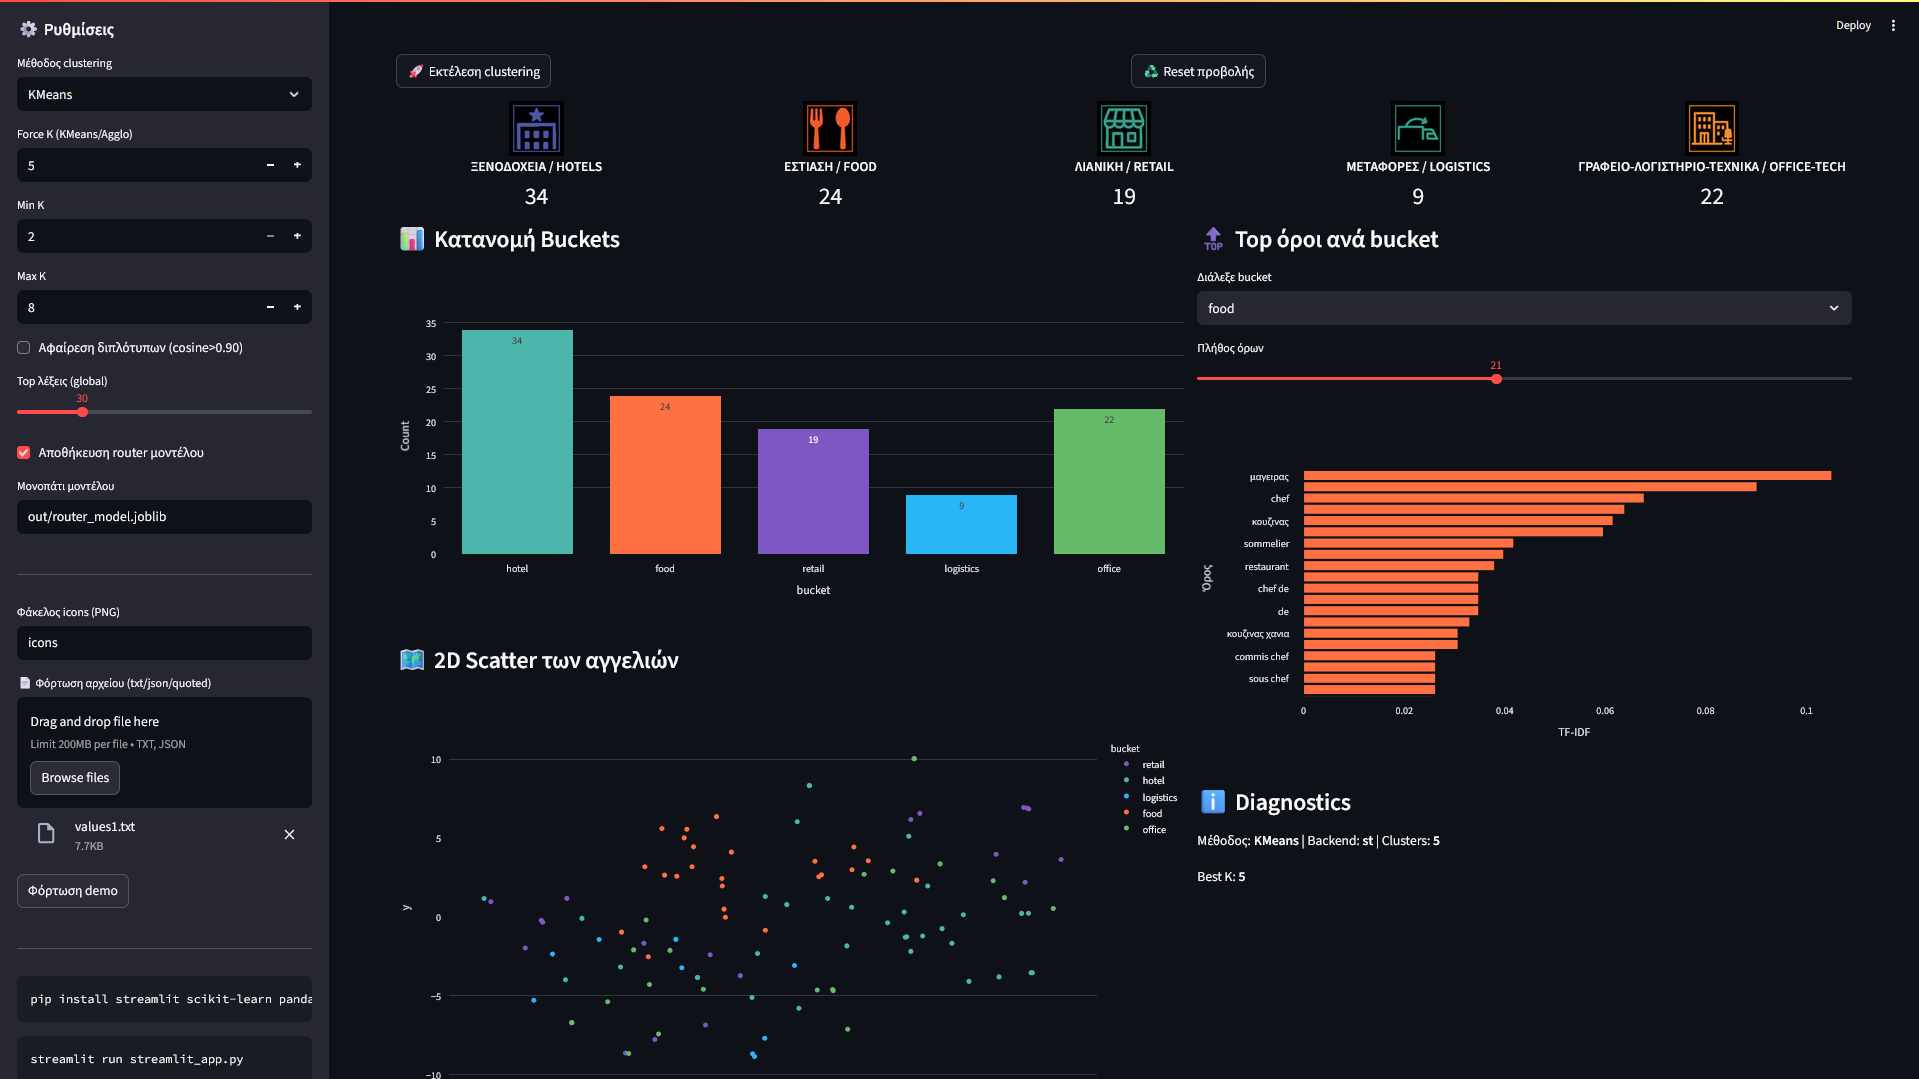 Ρυθμίσεις
Μέθοδος clustering
KMeans
Force K (KMeans/Agglo)
5
Min K
2
Max K
8
Αφαίρεση διπλότυπων (cosine>0.90)
Top λέξεις (global)
30
Αποθήκευση router μοντέλου
Μονοπάτι μοντέλου
out/router_model.joblib
Φάκελος icons (PNG)
icons
Φόρτωση αρχείου (txt/json/quoted)
Drag and drop file here
Limit 200MB per file • TXT, JSON
Browse files
values1.txt
7.7KB
Φόρτωση demo
pip install streamlit scikit-learn panda
streamlit run streamlit_app.py
Deploy
Εκτέλεση clustering
Reset προβολής
ΞΕΝΟΔΟΧΕΙΑ / HOTELS
34
ΕΣΤΙΑΣΗ / FOOD
24
ΛΙΑΝΙΚΗ / RETAIL
19
ΜΕΤΑΦΟΡΕΣ / LOGISTICS
9
ΓΡΑΦΕΙΟ-ΛΟΓΙΣΤΗΡΙΟ-ΤΕΧΝΙΚΑ / OFFICE-TECH
22
Κατανομή Buckets
Count
35
30
25
20
15
10
5
0
34
24
19
9
22
hotel
food
retail
logistics
office
bucket
2D Scatter των αγγελιών
y
10
5
0
−5
−10
bucket
retail
hotel
logistics
food
office
TOP
Top όροι ανά bucket
Διάλεξε bucket
food
Πλήθος όρων
21
Όρος
μαγειρας
chef
κουζινας
sommelier
restaurant
chef de
de
κουζινας χανια
commis chef
sous chef
0
0.02
0.04
0.06
0.08
0.1
TF-IDF
Diagnostics
Μέθοδος: KMeans | Backend: st | Clusters: 5
Best K: 5